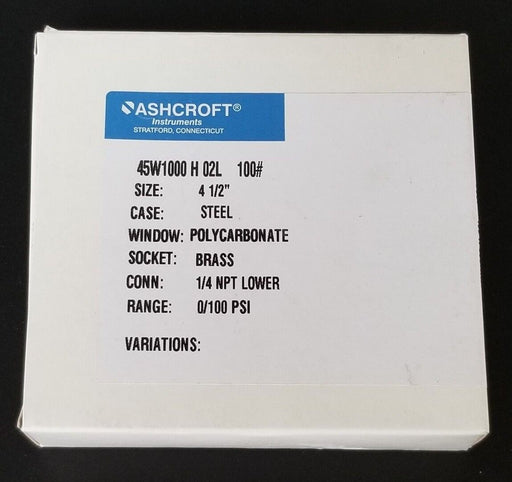 ASHCROFT®
Instruments
STRATFORD, CONNECTICUT
45W1000 H 02L 100#
SIZE: 4 1/2"
CASE: STEEL
WINDOW: POLYCARBONATE
SOCKET: BRASS
CONN: 1/4 NPT LOWER
RANGE: 0/100 PSI
VARIATIONS: